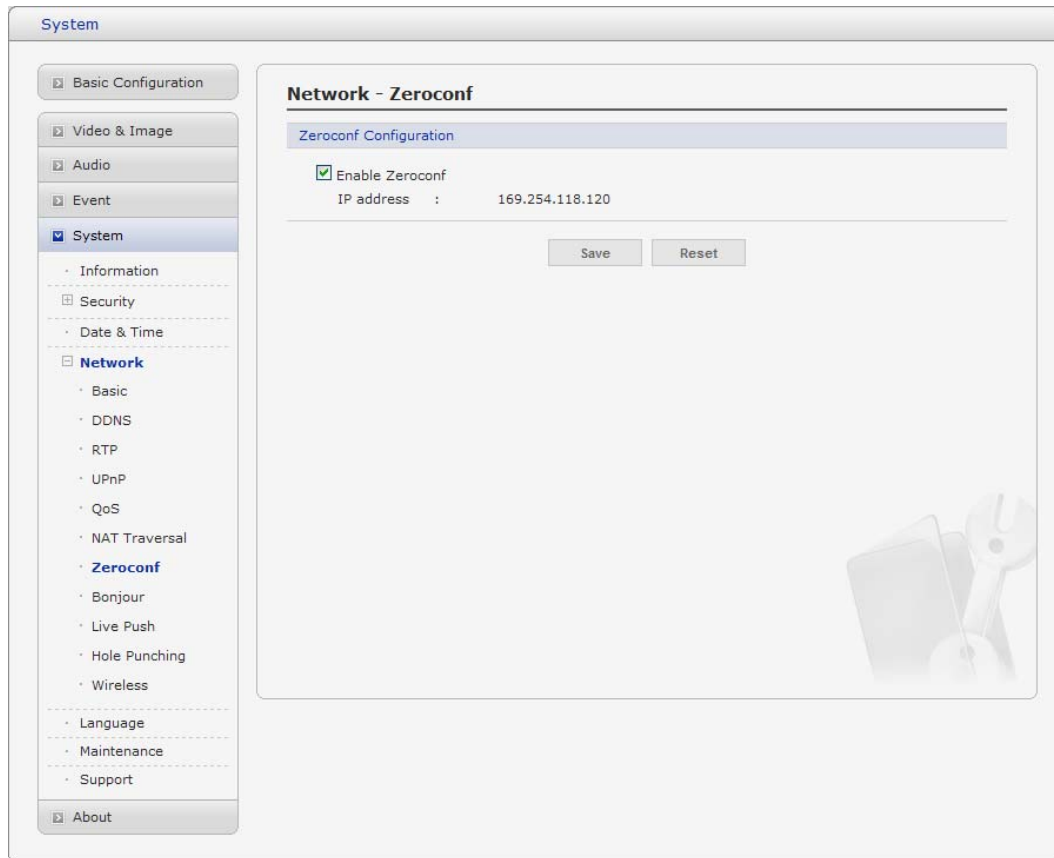 System
Basic Configuration
Video & Image
Audio
Event
System
Information
Security
Date & Time
Network
Basic
DDNS
RTP
UPnP
QoS
NAT Traversal
Zeroconf
Bonjour
Live Push
Hole Punching
Wireless
Language
Maintenance
Support
About
Network - Zeroconf
Zeroconf Configuration
Enable Zeroconf
IP address : 169.254.118.120
Save Reset